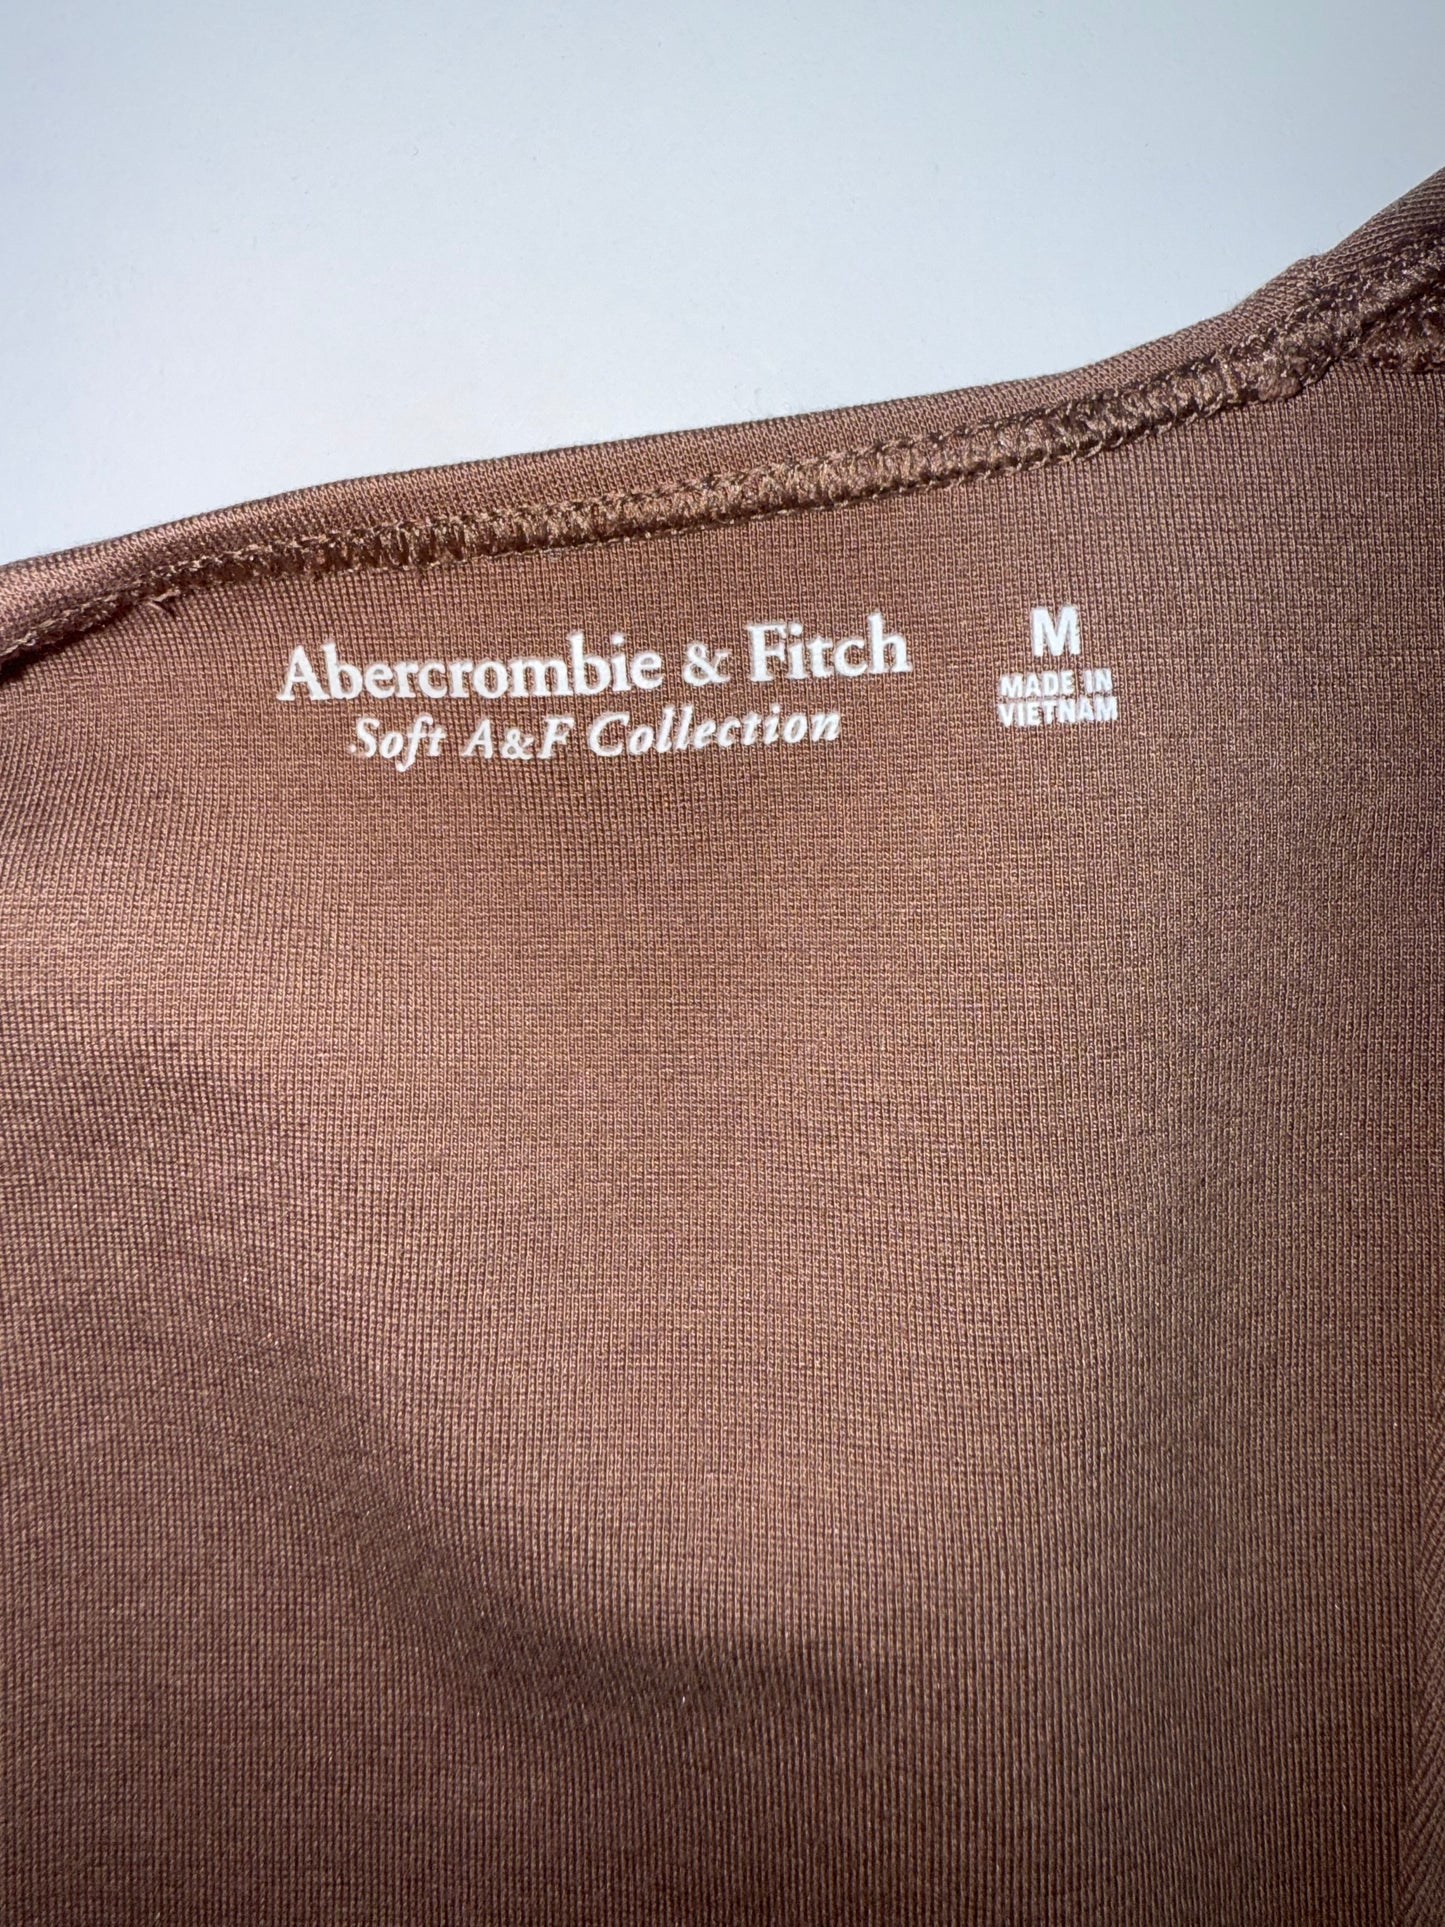 Abercrombie & Fitch
Soft A&F Collection
M
MADE IN
VIETNAM